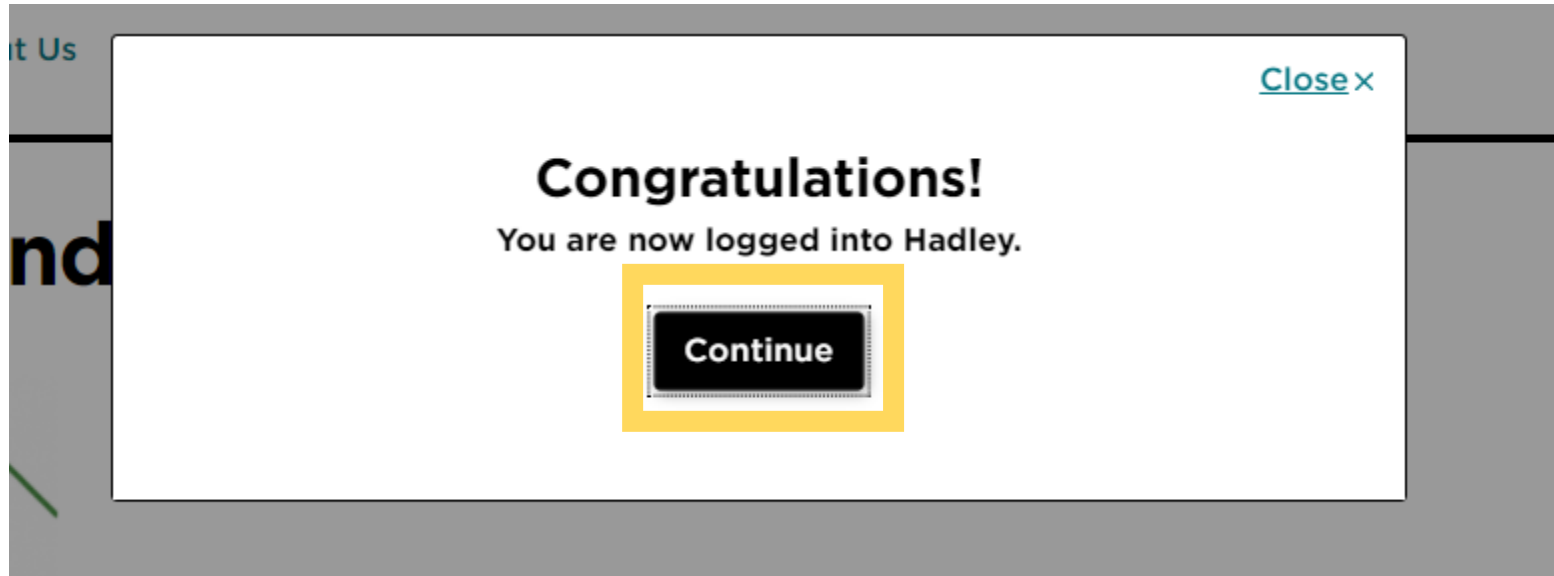 t Us
Close×
Congratulations!
nd
You are now logged into Hadley.
Continue